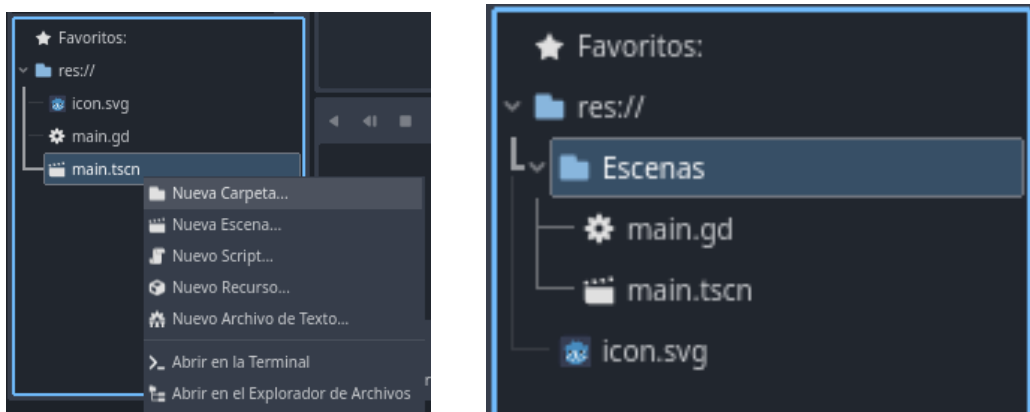 Favoritos:
res://
icon.svg
main.gd
main.tscn
Nueva Carpeta...
Nueva Escena...
Nuevo Script...
Nuevo Recurso...
Nuevo Archivo de Texto...
Abrir en la Terminal
Abrir en el Explorador de Archivos
Favoritos:
res://
Escenas
main.gd
main.tscn
icon.svg